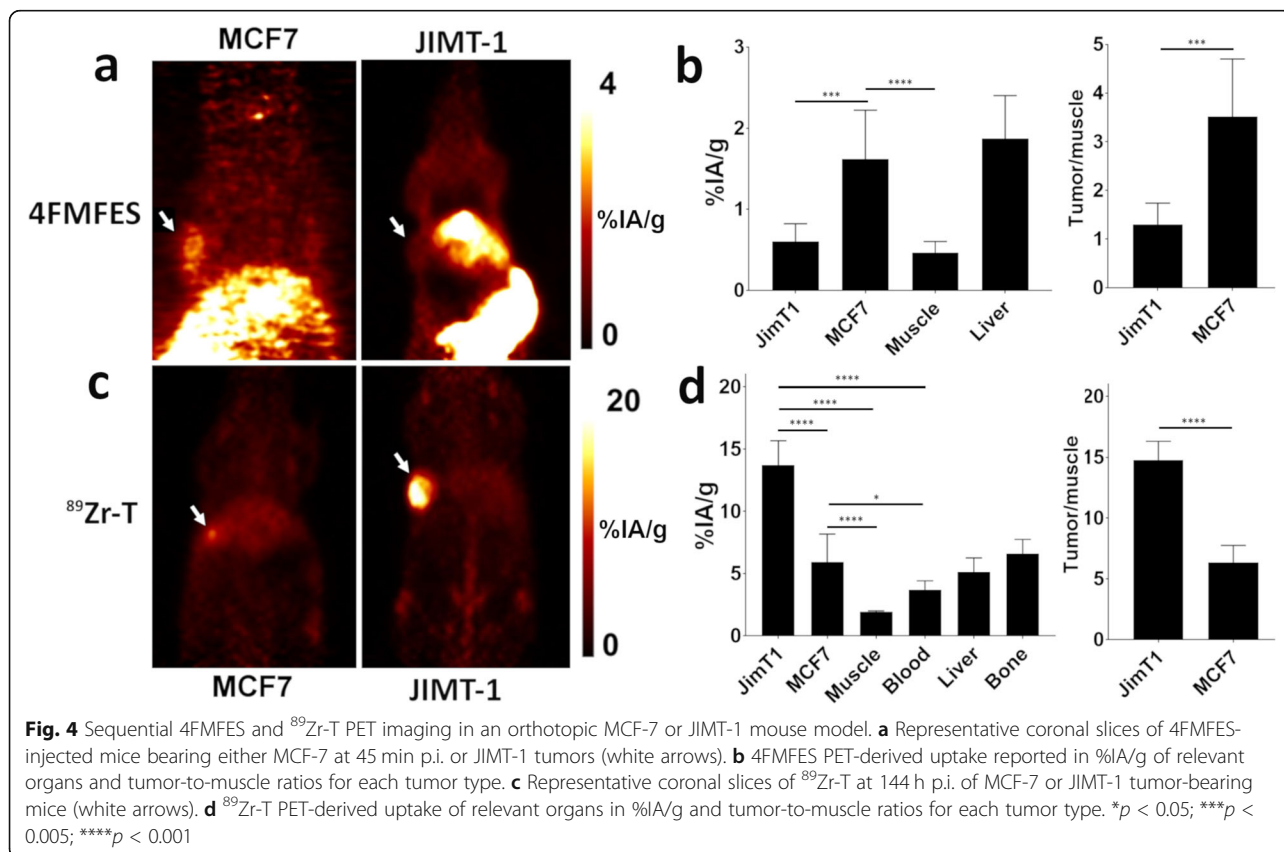 MCF7 JIMT-1
a
4FMFES
4
%IA/g
0
b
3
2
1
0
%IA/g
*** ****
JimT1 MCF7 Muscle Liver
5
4
3
2
1
0
Tumor/muscle
***
JimT1 MCF7
c
89Zr-T
20
%IA/g
0
MCF7 JIMT-1
d
20
15
10
5
0
%IA/g
****
****
****
*
****
JimT1 MCF7 Muscle Blood Liver Bone
20
15
10
5
0
Tumor/muscle
****
JimT1 MCF7
Fig. 4 Sequential 4FMFES and 89Zr-T PET imaging in an orthotopic MCF-7 or JIMT-1 mouse model. a Representative coronal slices of 4FMFES-
injected mice bearing either MCF-7 at 45 min p.i. or JIMT-1 tumors (white arrows). b 4FMFES PET-derived uptake reported in %IA/g of relevant
organs and tumor-to-muscle ratios for each tumor type. c Representative coronal slices of 89Zr-T at 144 h p.i. of MCF-7 or JIMT-1 tumor-bearing
mice (white arrows). d 89Zr-T PET-derived uptake of relevant organs in %IA/g and tumor-to-muscle ratios for each tumor type. *p < 0.05; ***p <
0.005; ****p < 0.001